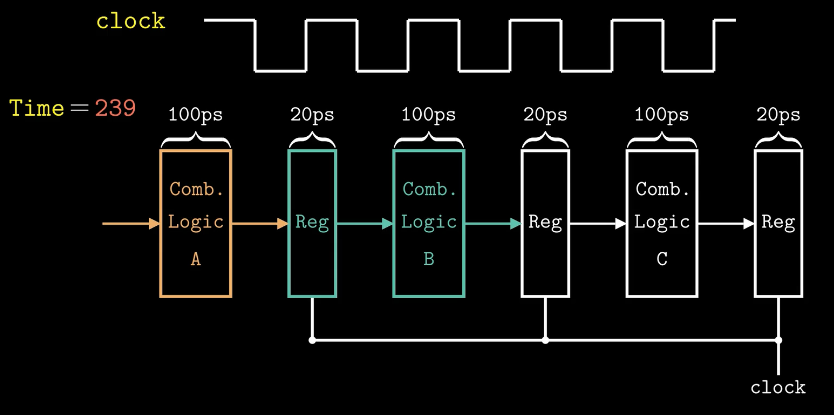 clock
Time=239
100ps
20ps
100ps
20ps
100ps
20ps
Comb.
Logic
A
Reg
Comb.
Logic
B
Reg
Comb.
Logic
C
Reg
clock